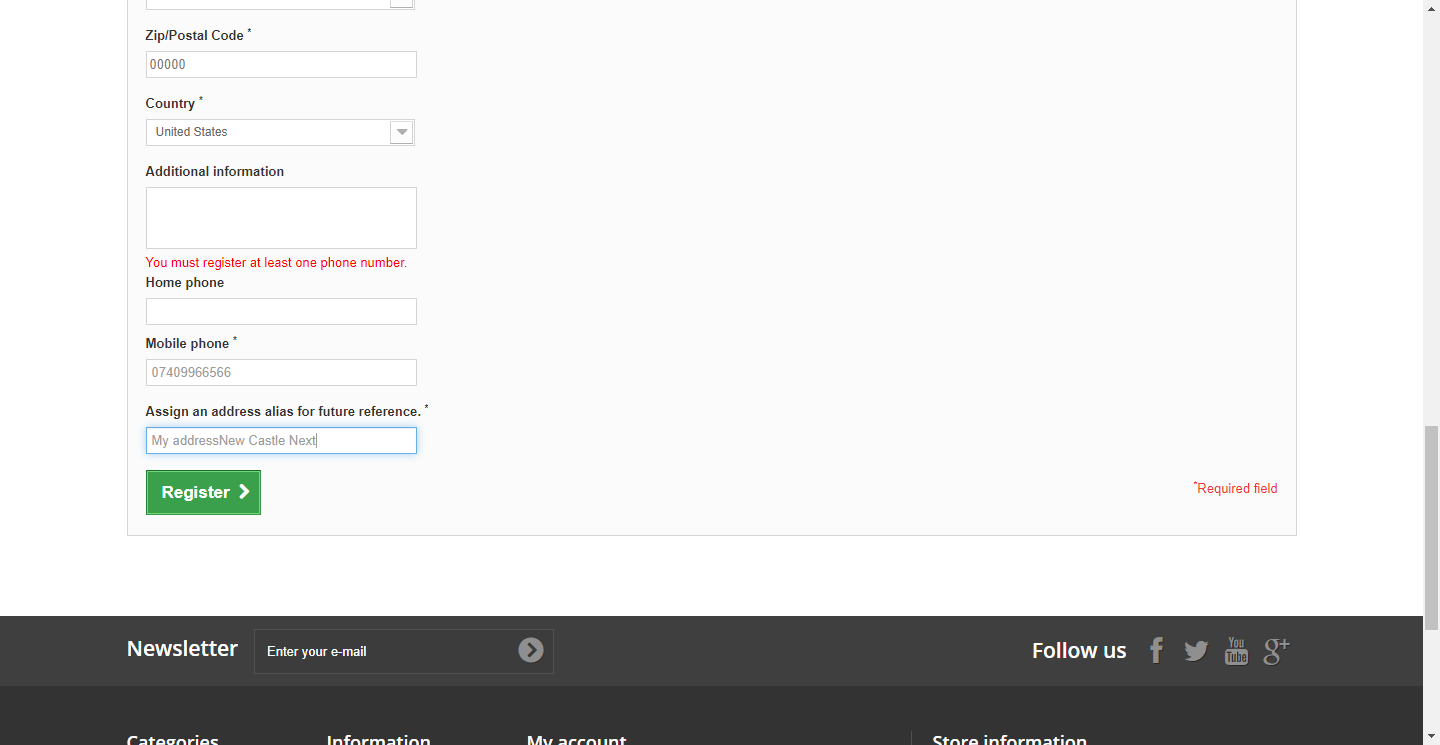 Zip/Postal Code *
00000
Country *
United States
Additional information
You must register at least one phone number.
Home phone
Mobile phone *
07409966566
Assign an address alias for future reference. *
My addressNew Castle Next
Register
*Required field
Newsletter
Enter your e-mail
Follow us
f
You
Tube
g+
Categories
Information
My account
Store information